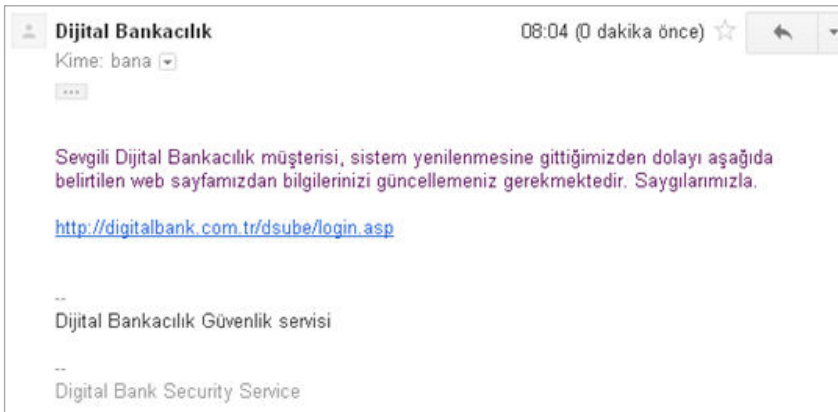 Dijital Bankacılık 08:04 (0 dakika önce)
Kime: bana
Sevgili Dijital Bankacılık müşterisi, sistem yenilenmesine gittiğimizden dolayı aşağıda
belirtilen web sayfamızdan bilgilerinizi güncellemeniz gerekmektedir. Saygılarımızla.
http://digitalbank.com.tr/dsube/login.asp
--
Dijital Bankacılık Güvenlik servisi
--
Digital Bank Security Service